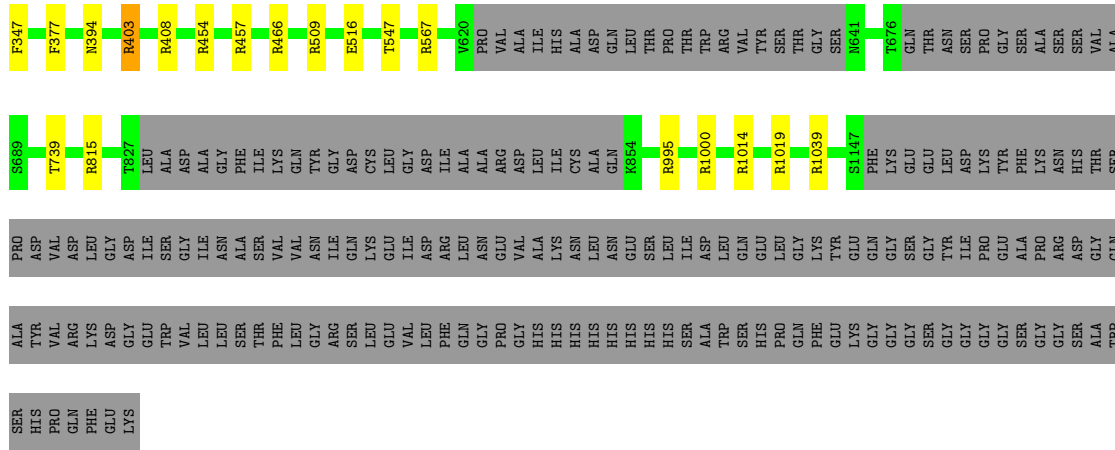 F347 F377 N394 R403 R408 R454 R457 R466 R509 E516 T547 R567 V620 PRO VAL ALA ILE HIS ALA ASP GLN LEU THR PRO THR TRP ARG VAL TYR SER THR GLY SER N641 T676 GLN THR ASN SER PRO GLY SER ALA SER SER VAL ALA
S689 T739 R815 T827 LEU ALA ASP ALA GLY PHE ILE LYS GLN TYR GLY ASP CYS LEU GLY ASP ILE ALA ALA ARG ASP LEU ILE CYS ALA GLN K854 R995 R1000 R1014 R1019 R1039 S1147 PHE LYS GLU GLU LEU ASP LYS TYR PHE LYS ASN HIS THR SER
PRO ASP VAL ASP LEU GLY ASP ILE SER GLY ILE ASN ALA SER VAL VAL ASN ILE GLN LYS GLU ILE ASP ARG LEU ASN GLU VAL ALA LYS ASN LEU ASN GLU SER LEU ILE ASP LEU GLN GLU LEU GLY LYS TYR GLU GLN GLY SER GLY TYR ILE PRO GLU ALA PRO ARG ASP GLY GLN
ALA TYR VAL ARG LYS ASP GLY GLU TRP VAL LEU LEU SER THR PHE LEU GLY ARG SER LEU GLU VAL LEU PHE GLN GLY PRO GLY HIS HIS HIS HIS HIS HIS HIS HIS SER ALA TRP SER HIS PRO GLN PHE GLU LYS GLY GLY GLY SER GLY GLY GLY GLY SER GLY GLY SER ALA TRP
SER HIS PRO GLN PHE GLU LYS